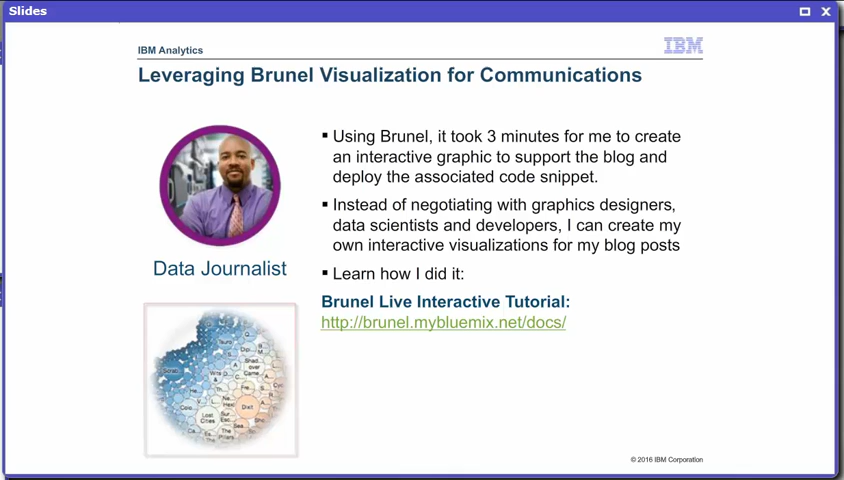 Slides
IBM Analytics
IBM
Leveraging Brunel Visualization for Communications
▪ Using Brunel, it took 3 minutes for me to create
an interactive graphic to support the blog and
deploy the associated code snippet.
▪ Instead of negotiating with graphics designers,
data scientists and developers, I can create my
own interactive visualizations for my blog posts
▪ Learn how I did it:
Brunel Live Interactive Tutorial:
http://brunel.mybluemix.net/docs/
Data Journalist
Lost
Cities
Dixit
© 2016 IBM Corporation